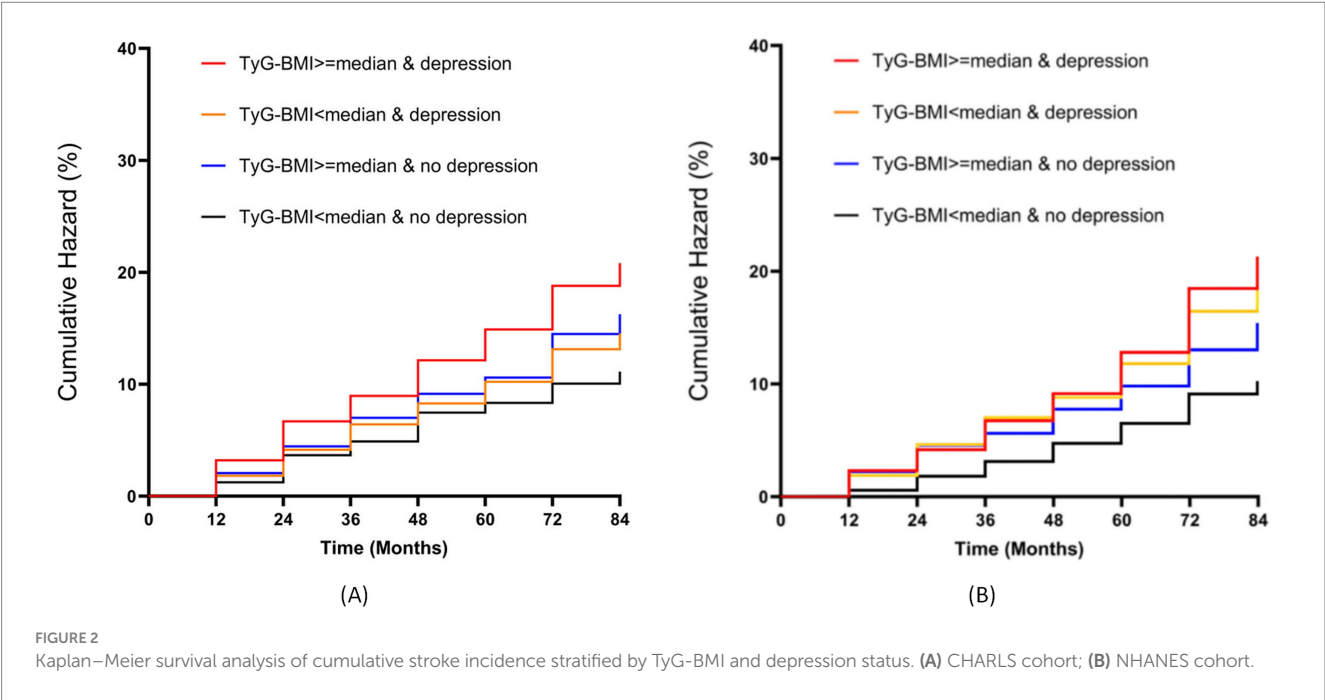 40
30
20
10
0
Cumulative Hazard (%)
TyG-BMI>=median & depression
TyG-BMI<median & depression
TyG-BMI>=median & no depression
TyG-BMI<median & no depression
0 12 24 36 48 60 72 84
Time (Months)
(A)
40
30
20
10
0
Cumulative Hazard (%)
TyG-BMI>=median & depression
TyG-BMI<median & depression
TyG-BMI>=median & no depression
TyG-BMI<median & no depression
0 12 24 36 48 60 72 84
Time (Months)
(B)
FIGURE 2
Kaplan–Meier survival analysis of cumulative stroke incidence stratified by TyG-BMI and depression status. (A) CHARLS cohort; (B) NHANES cohort.